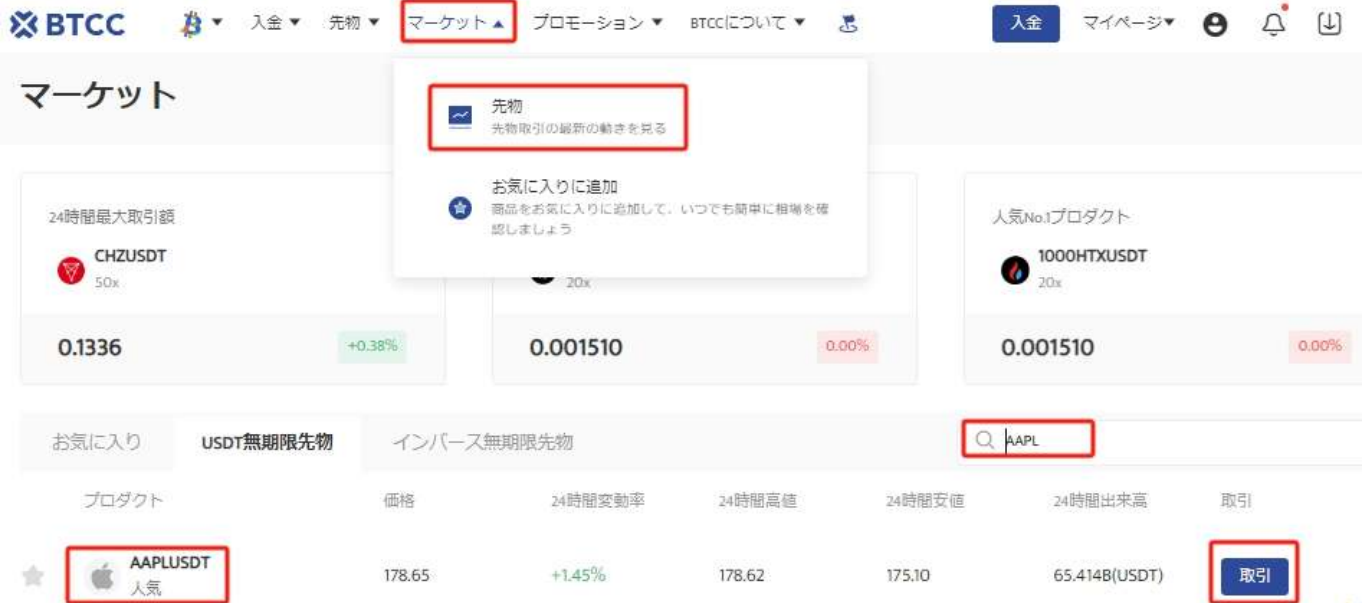 BTCC
入金 ▼
先物 ▼
マーケット ▲
プロモーション ▼
BTCCについて ▼
入金
マイページ▼
マーケット
先物
先物取引の最新の動きを見る
お気に入りに追加
商品をお気に入りに追加して、いつでも簡単に相場を確
認しましょう
24時間最大取引額
CHZUSDT
50x
0.1336
+0.38%
20x
0.001510
0.00%
人気No.1プロダクト
1000HTXUSDT
20x
0.001510
0.00%
お気に入り
USDT無期限先物
インバース無期限先物
AAPL
プロダクト
価格
24時間変動率
24時間高値
24時間安値
24時間出来高
取引
AAPLUSDT
人気
178.65
+1.45%
178.62
175.10
65.414B(USDT)
取引